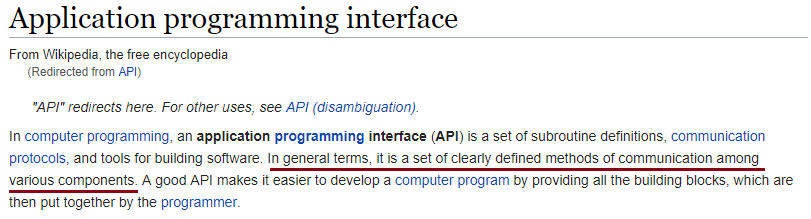 Application programming interface
From Wikipedia, the free encyclopedia
(Redirected from API)
"API" redirects here. For other uses, see API (disambiguation).
In computer programming, an application programming interface (API) is a set of subroutine definitions, communication
protocols, and tools for building software. In general terms, it is a set of clearly defined methods of communication among
various components. A good API makes it easier to develop a computer program by providing all the building blocks, which are
then put together by the programmer.